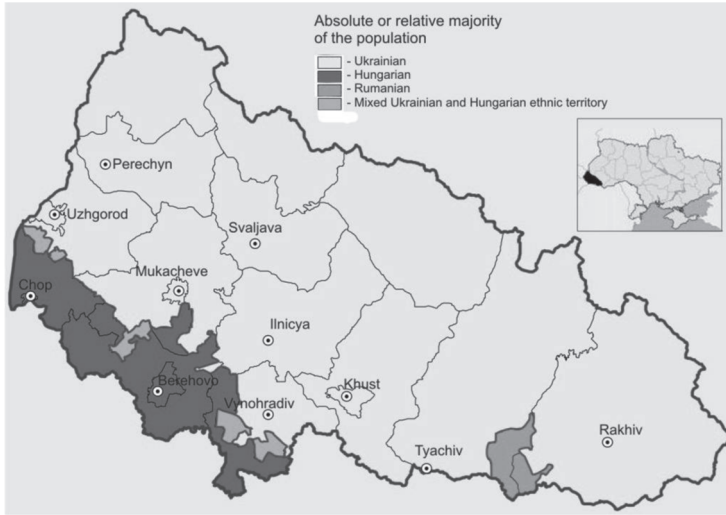 Absolute or relative majority
of the population
- Ukrainian
- Hungarian
- Rumanian
- Mixed Ukrainian and Hungarian ethnic territory
Perechyn
Uzhgorod
Svaljava
Mukacheve
Chop
Ilnicya
Berehovo
Khust
Vynohradiv
Rakhiv
Tyachiv